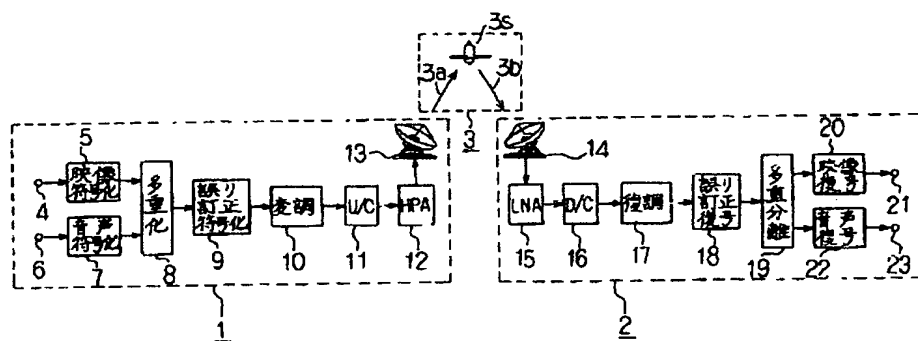 3s
3a
3b
3
13
14
4
5
映像
符号化
6
音声
符号化
7
多重化
8
誤り
訂正
符号化
9
変調
10
U/C
11
HPA
12
1
LNA
15
D/C
16
復調
17
誤り
訂正
復号
18
多重分離
19
20
映像
復号
21
音声
復号
22
23
2